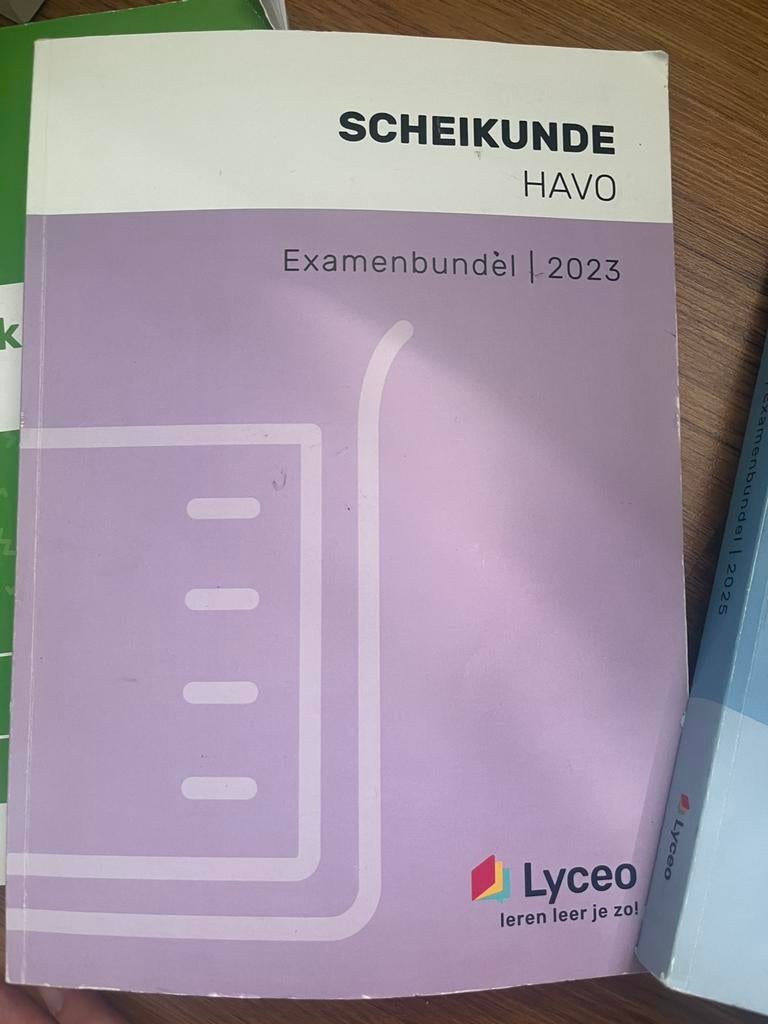 SCHEIKUNDE
HAVO
Examenbundel | 2023
k
Lyceo
leren leer je zo!
examenbundel | 2025
Lyceo